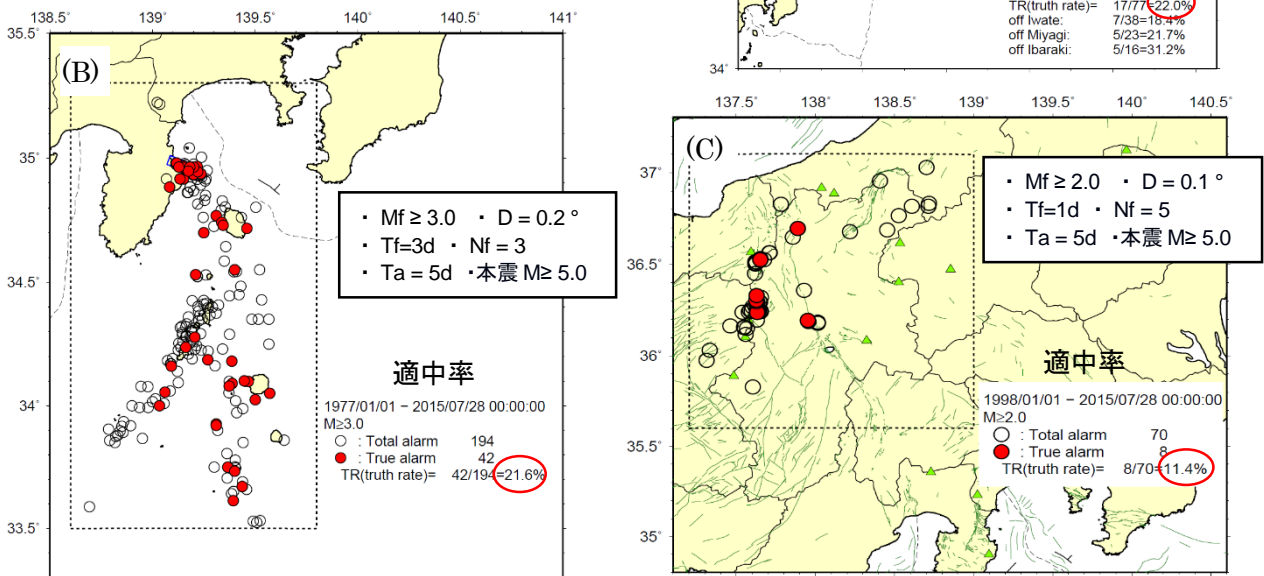 TR(truth rate)= 17/77=22.0%
off Iwate: 7/38=18.4%
off Miyagi: 5/23=21.7%
off Ibaraki: 5/16=31.2%
34˚
138.5˚ 139˚ 139.5˚ 140˚ 140.5˚ 141˚
35.5˚
(B)
35˚
34.5˚
34˚
33.5˚
・ Mf ≥ 3.0 ・ D = 0.2 °
・ Tf=3d ・ Nf = 3
・ Ta = 5d ・本震 M≥ 5.0
適中率
1977/01/01 − 2015/07/28 00:00:00
M≥3.0
: Total alarm 194
: True alarm 42
TR(truth rate)= 42/194=21.6%
137.5˚ 138˚ 138.5˚ 139˚ 139.5˚ 140˚ 140.5˚
(C)
37˚
36.5˚
36˚
35.5˚
35˚
・ Mf ≥ 2.0 ・ D = 0.1 °
・ Tf=1d ・ Nf = 5
・ Ta = 5d ・本震 M≥ 5.0
適中率
1998/01/01 − 2015/07/28 00:00:00
M≥2.0
: Total alarm 70
: True alarm 8
TR(truth rate)= 8/70=11.4%